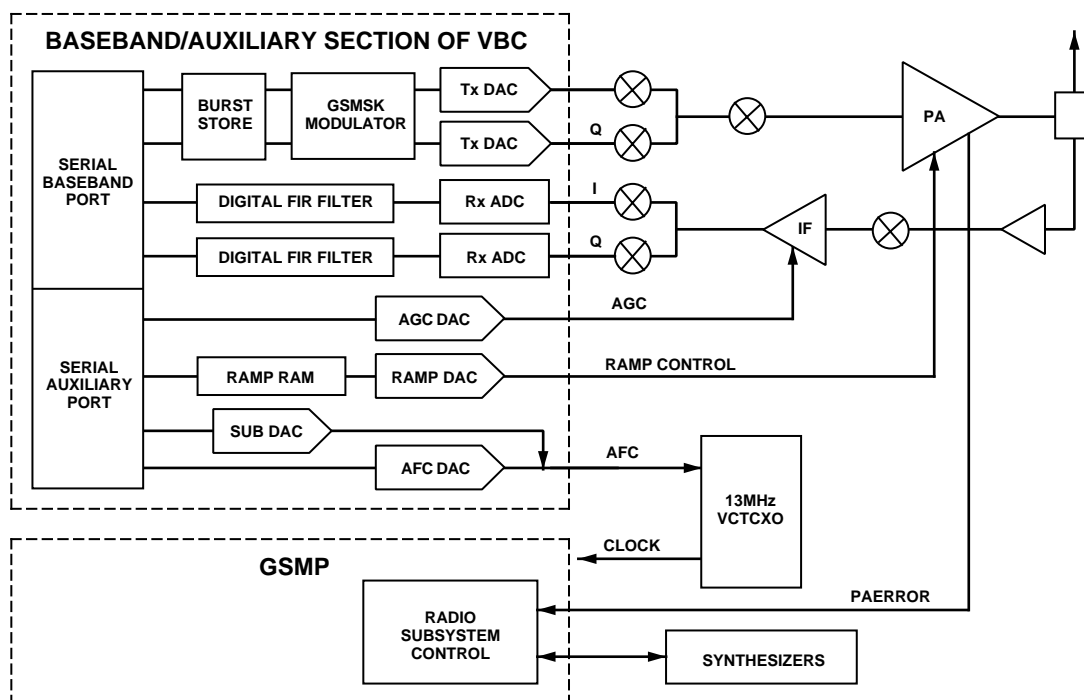 BASEBAND/AUXILIARY SECTION OF VBC
SERIAL
BASEBAND
PORT
BURST
STORE
GSMSK
MODULATOR
Tx DAC
Tx DAC
Q
PA
DIGITAL FIR FILTER
Rx ADC
I
DIGITAL FIR FILTER
Rx ADC
Q
IF
SERIAL
AUXILIARY
PORT
AGC DAC
AGC
RAMP RAM
RAMP DAC
RAMP CONTROL
SUB DAC
AFC DAC
AFC
13MHz
VCTCXO
CLOCK
GSMP
RADIO
SUBSYSTEM
CONTROL
PAERROR
SYNTHESIZERS